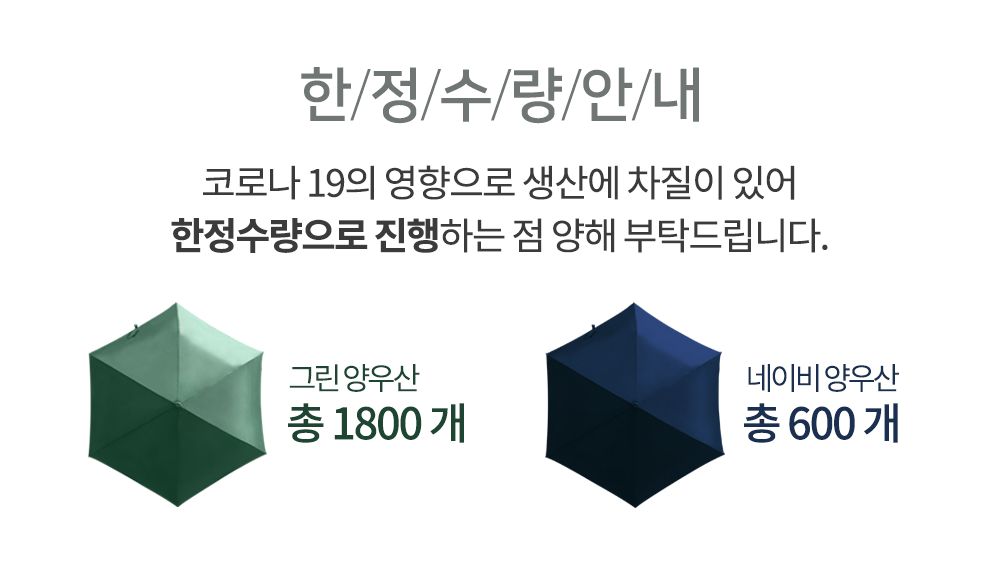 한/정/수/량/안/내
코로나 19의 영향으로 생산에 차질이 있어
한정수량으로 진행하는 점 양해 부탁드립니다.
그린 양우산
총 1800 개
네이비 양우산
총 600 개